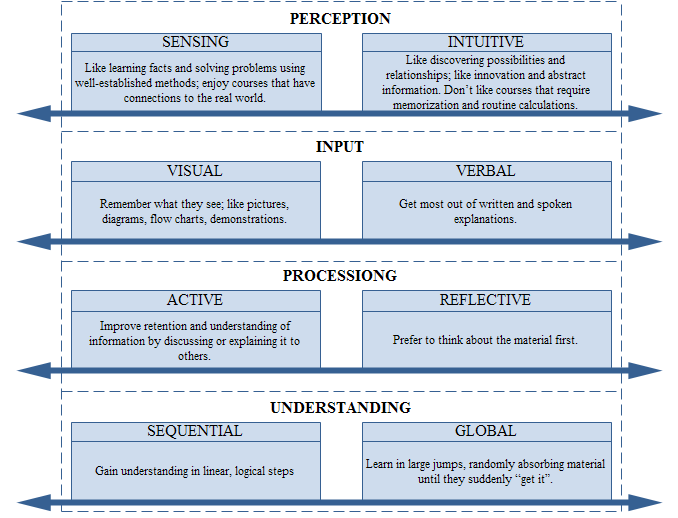 PERCEPTION
SENSING
Like learning facts and solving problems using
well-established methods; enjoy courses that have
connections to the real world.
INTUITIVE
Like discovering possibilities and
relationships; like innovation and abstract
information. Don’t like courses that require
memorization and routine calculations.
INPUT
VISUAL
Remember what they see; like pictures,
diagrams, flow charts, demonstrations.
VERBAL
Get most out of written and spoken
explanations.
PROCESSIONG
ACTIVE
Improve retention and understanding of
information by discussing or explaining it to
others.
REFLECTIVE
Prefer to think about the material first.
UNDERSTANDING
SEQUENTIAL
Gain understanding in linear, logical steps
GLOBAL
Learn in large jumps, randomly absorbing material
until they suddenly “get it”.